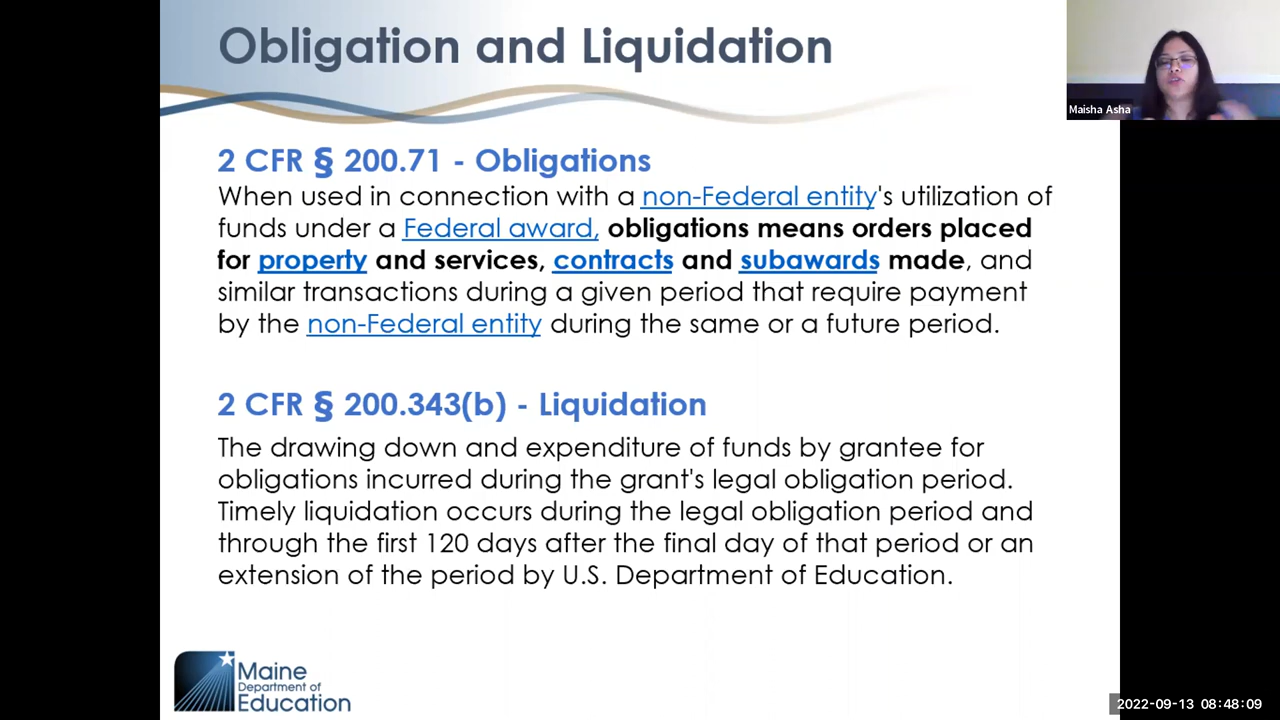 Obligation and Liquidation
Maisha Asha
2 CFR § 200.71 - Obligations
When used in connection with a non-Federal entity's utilization of
funds under a Federal award, obligations means orders placed
for property and services, contracts and subawards made, and
similar transactions during a given period that require payment
by the non-Federal entity during the same or a future period.
2 CFR § 200.343(b) - Liquidation
The drawing down and expenditure of funds by grantee for
obligations incurred during the grant's legal obligation period.
Timely liquidation occurs during the legal obligation period and
through the first 120 days after the final day of that period or an
extension of the period by U.S. Department of Education.
Maine
Department of
Education
2022-09-13 08:48:09